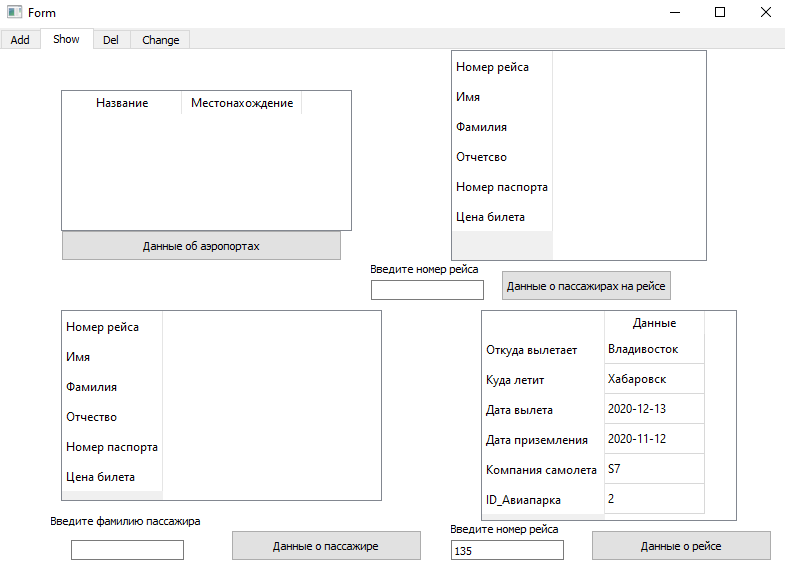 Form
Add Show Del Change
Название Местонахождение
Данные об аэропортах
Номер рейса
Имя
Фамилия
Отчетсво
Номер паспорта
Цена билета
Введите номер рейса
Данные о пассажирах на рейсе
Номер рейса
Имя
Фамилия
Отчество
Номер паспорта
Цена билета
Введите фамилию пассажира
Данные о пассажире
Данные
Откуда вылетает Владивосток
Куда летит Хабаровск
Дата вылета 2020-12-13
Дата приземления 2020-11-12
Компания самолета S7
ID_Авиапарка 2
Введите номер рейса
135
Данные о рейсе